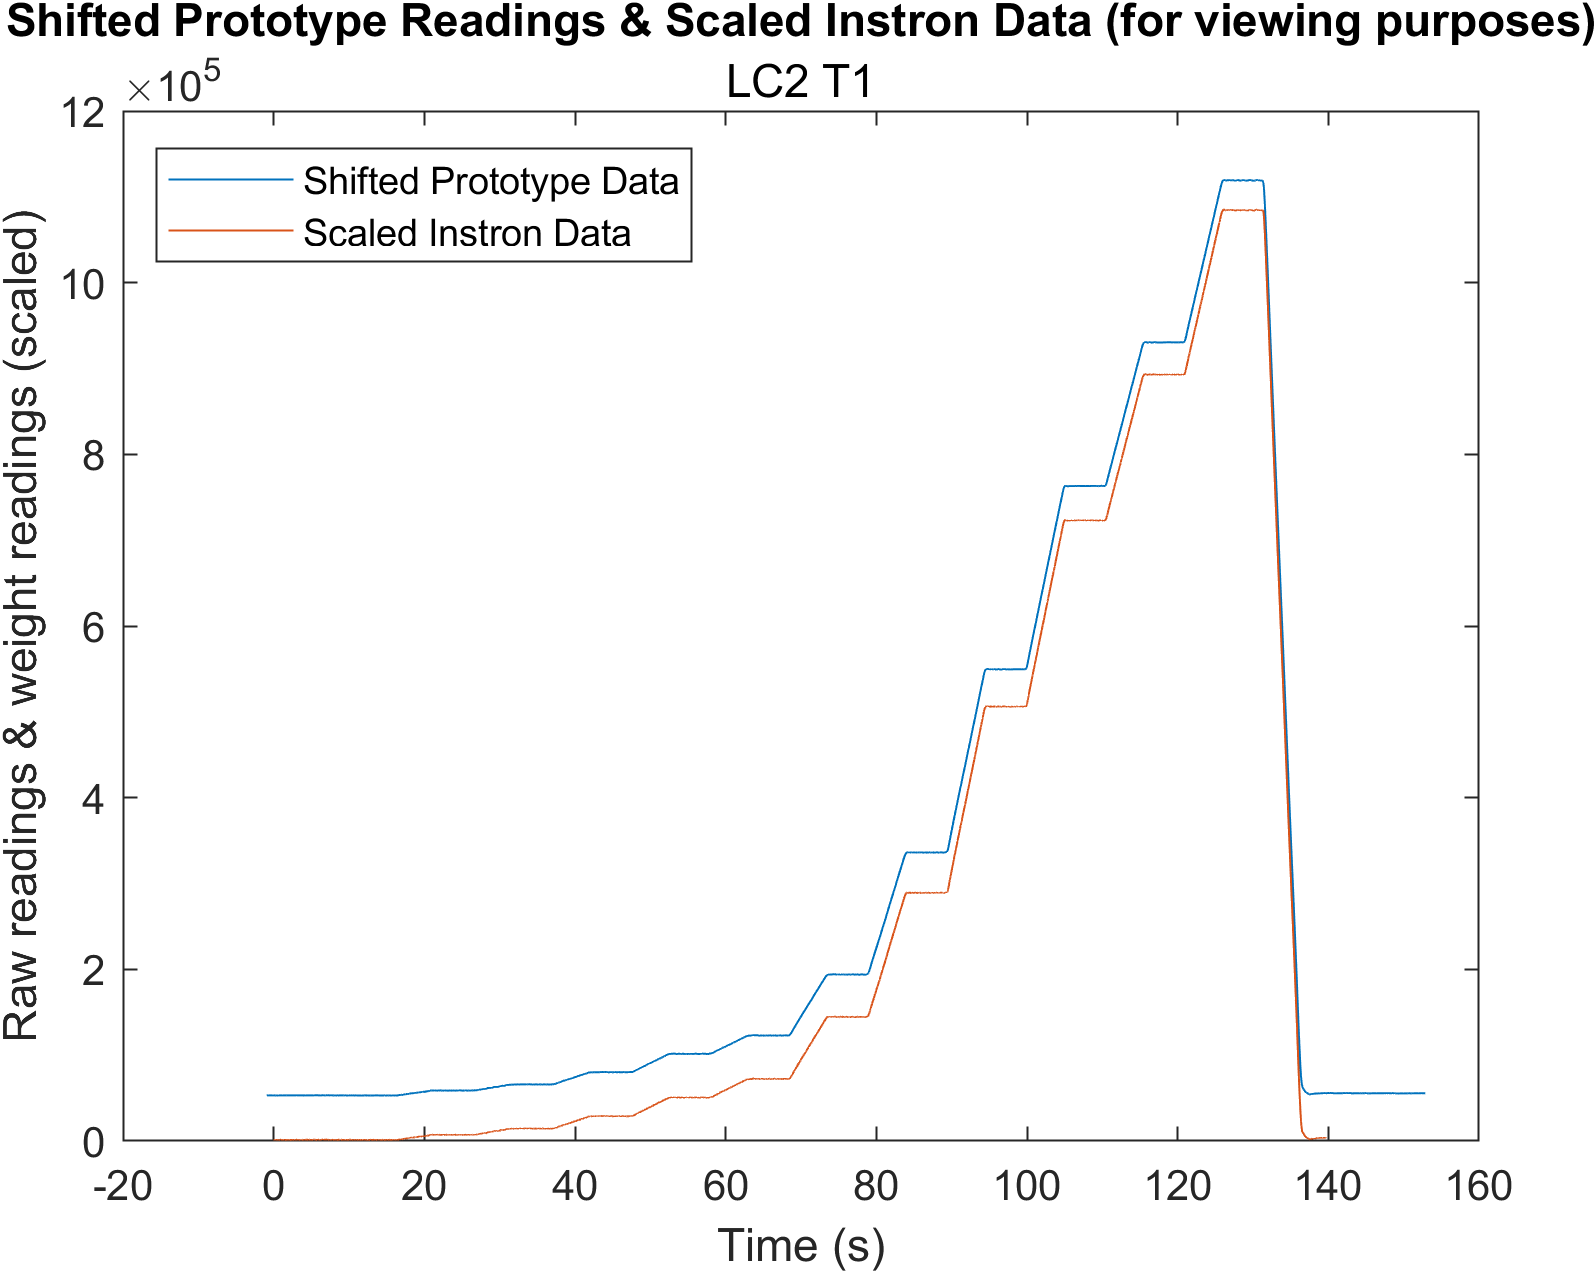 Shifted Prototype Readings & Scaled Instron Data (for viewing purposes)
LC2 T1
×10⁵
Shifted Prototype Data
Scaled Instron Data
Raw readings & weight readings (scaled)
12
10
8
6
4
2
0
-20 0 20 40 60 80 100 120 140 160
Time (s)